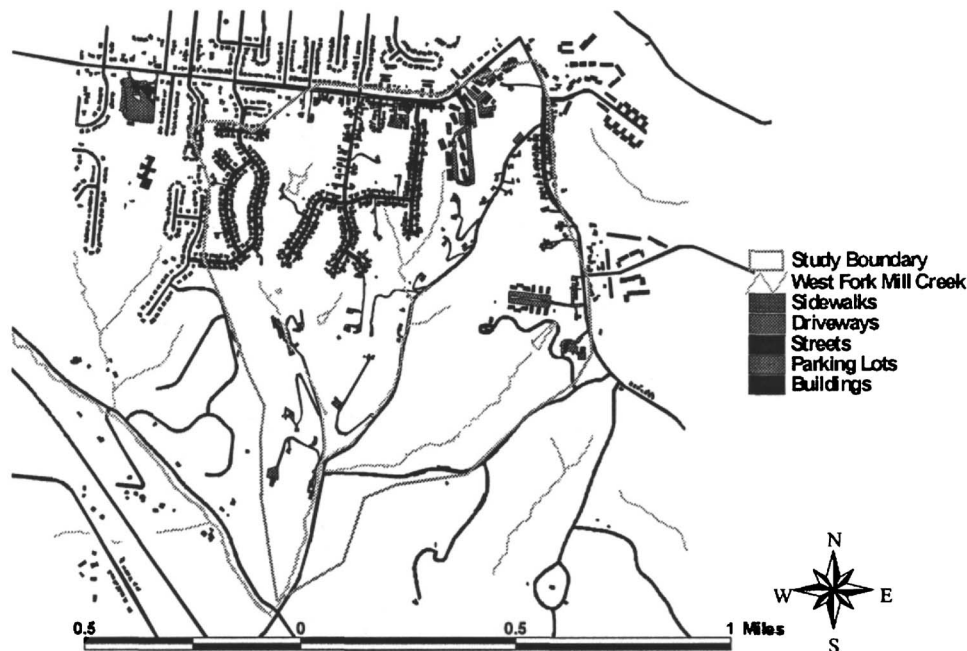 Study Boundary
West Fork Mill Creek
Sidewalks
Driveways
Streets
Parking Lots
Buildings
N
W E
S
0.5 0 0.5 1 Miles